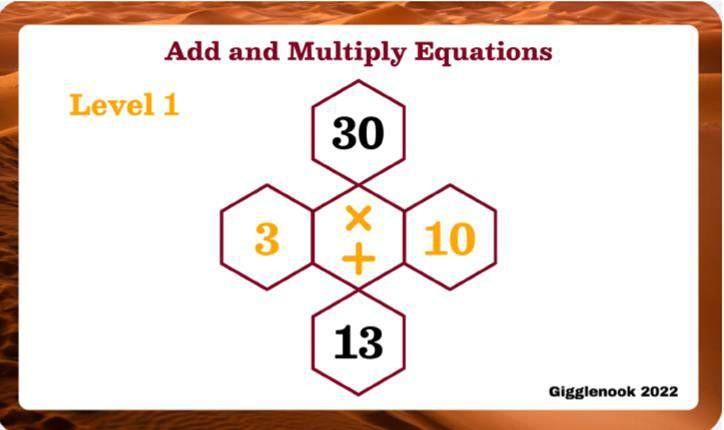 Add and Multiply Equations
Level 1
30
×
3 10
+
13
Gigglenook 2022